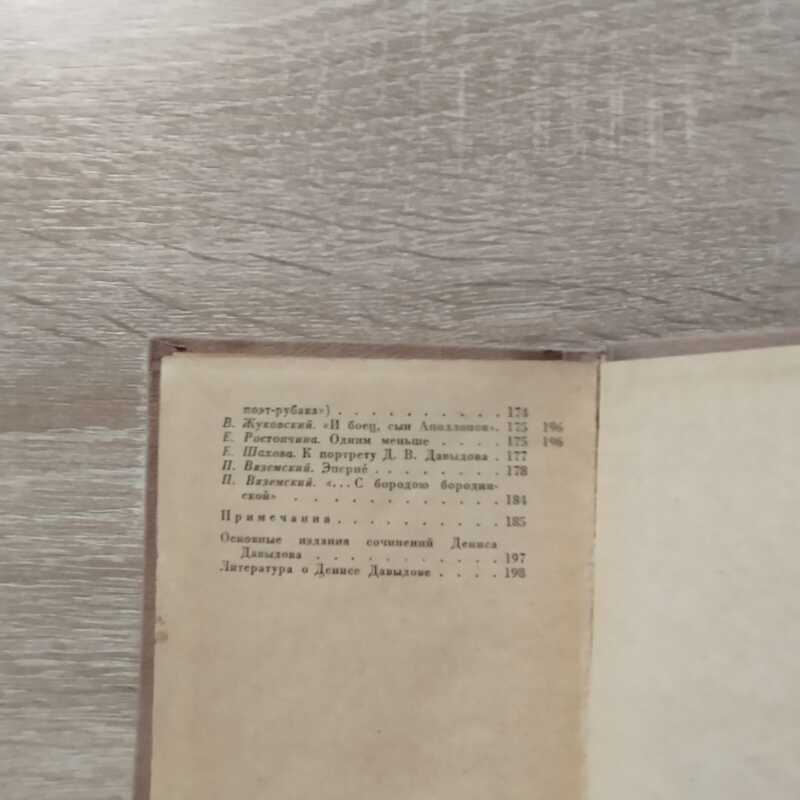 поэт-рубака») . . . . . . . . . . 174
В. Жуковский. «И боец, сын Аполлонов». 175 196
Е. Ростопчина. Одним меньше . . . . 175 196
Е. Шахова. К портрету Д. В. Давыдова . 177
П. Вяземский. Эперне . . . . . . . . 178
П. Вяземский. «...С бородою бородин-
ской» . . . . . . . . . . . . . 184
Примечания . . . . . . . . . . . 185
Основные издания сочинений Дениса
Давыдова . . . . . . . . . . . 197
Литература о Денисе Давыдове . . . . 198